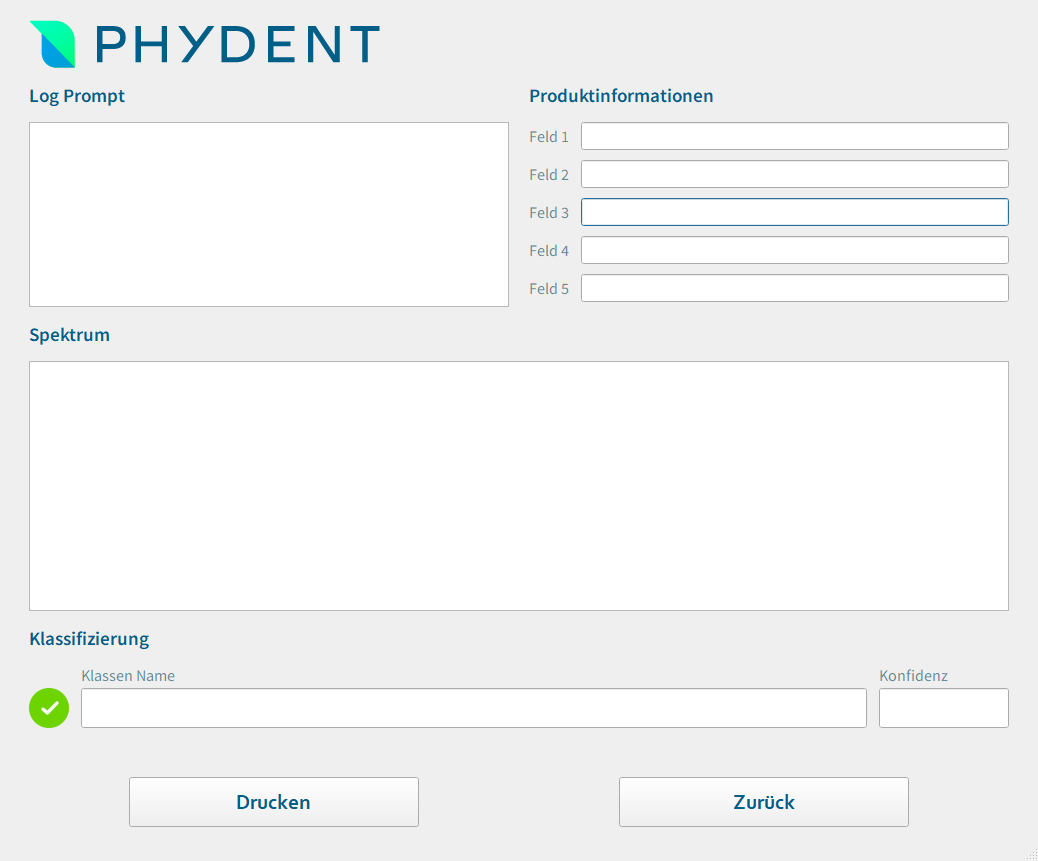 PHYDENT
Log Prompt
Produktinformationen
Feld 1
Feld 2
Feld 3
Feld 4
Feld 5
Spektrum
Klassifizierung
Klassen Name
Konfidenz
Drucken
Zurück